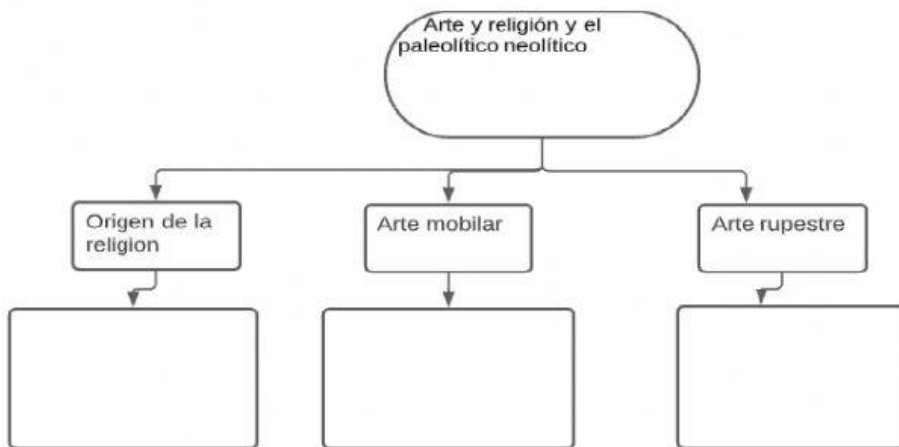 Arte y religión y el
paleolítico neolítico
Origen de la
religion
Arte mobilar
Arte rupestre